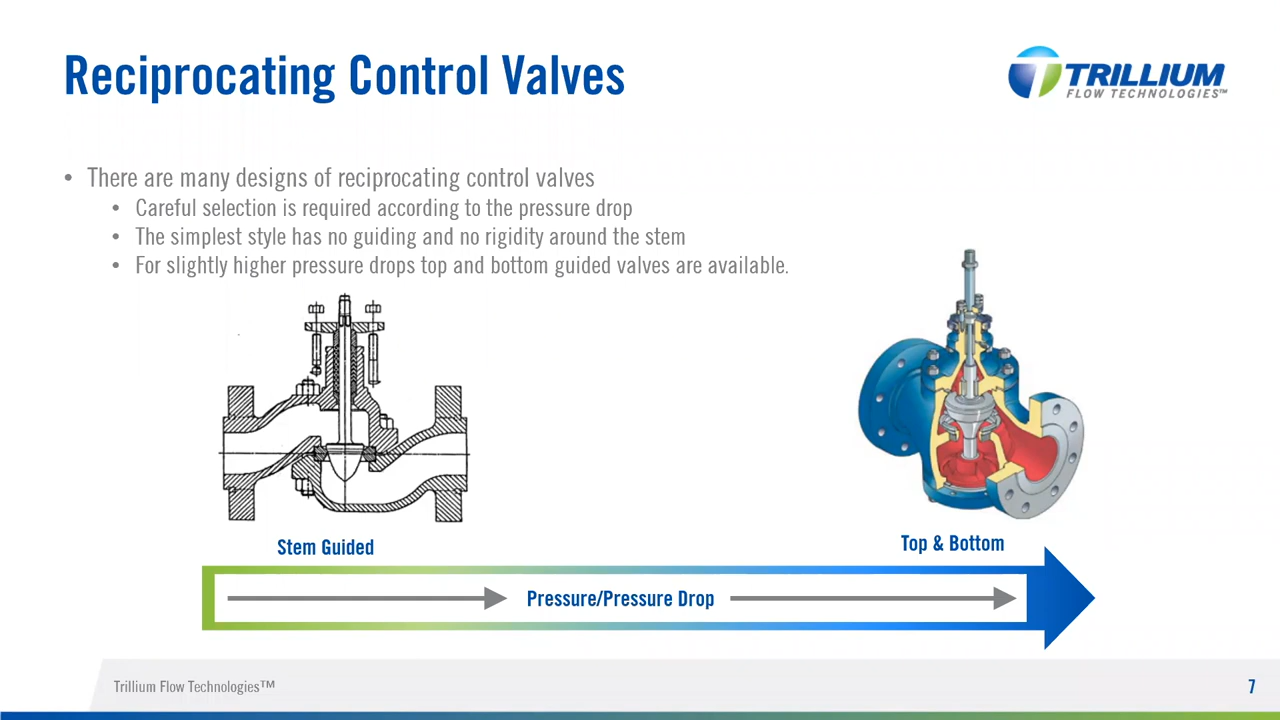 Reciprocating Control Valves
TRILLIUM
FLOW TECHNOLOGIES™
• There are many designs of reciprocating control valves
• Careful selection is required according to the pressure drop
• The simplest style has no guiding and no rigidity around the stem
• For slightly higher pressure drops top and bottom guided valves are available.
Stem Guided
Top & Bottom
Pressure/Pressure Drop
Trillium Flow Technologies™
7